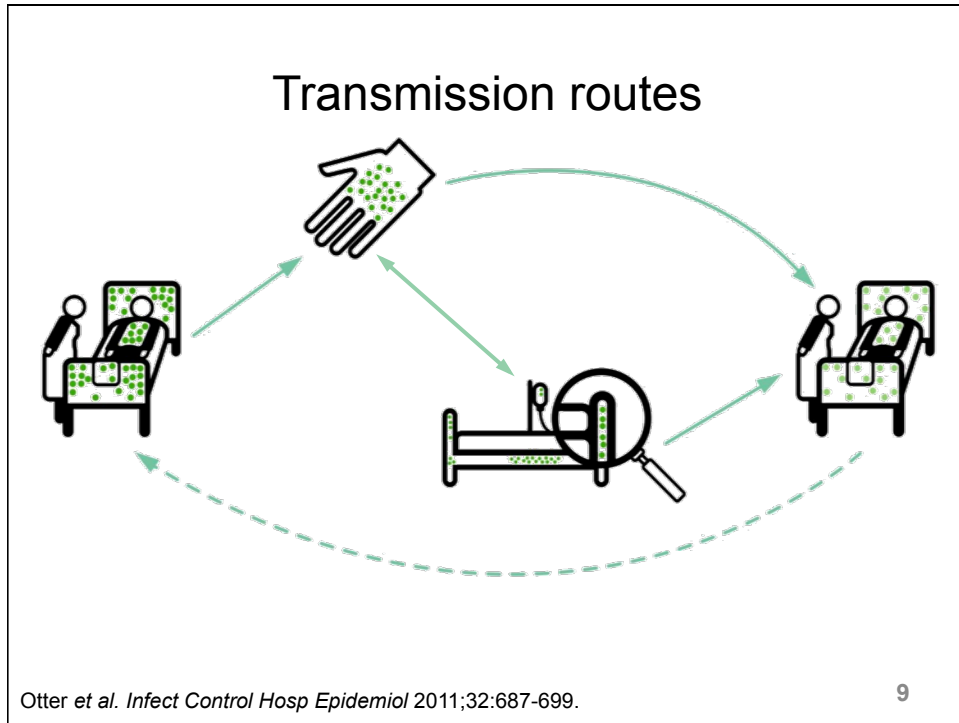 Transmission routes
Otter et al. Infect Control Hosp Epidemiol 2011;32:687-699.
9